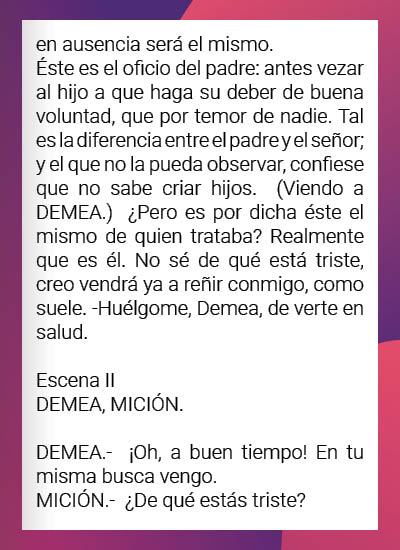 en ausencia será el mismo.
Éste es el oficio del padre: antes vezar
al hijo a que haga su deber de buena
voluntad, que por temor de nadie. Tal
es la diferencia entre el padre y el señor;
y el que no la pueda observar, confiese
que no sabe criar hijos. (Viendo a
DEMEA.) ¿Pero es por dicha éste el
mismo de quien trataba? Realmente
que es él. No sé de qué está triste,
creo vendrá ya a reñir conmigo, como
suele. -Huélgome, Demea, de verte en
salud.

Escena II
DEMEA, MICIÓN.

DEMEA.- ¡Oh, a buen tiempo! En tu
misma busca vengo.
MICIÓN.- ¿De qué estás triste?